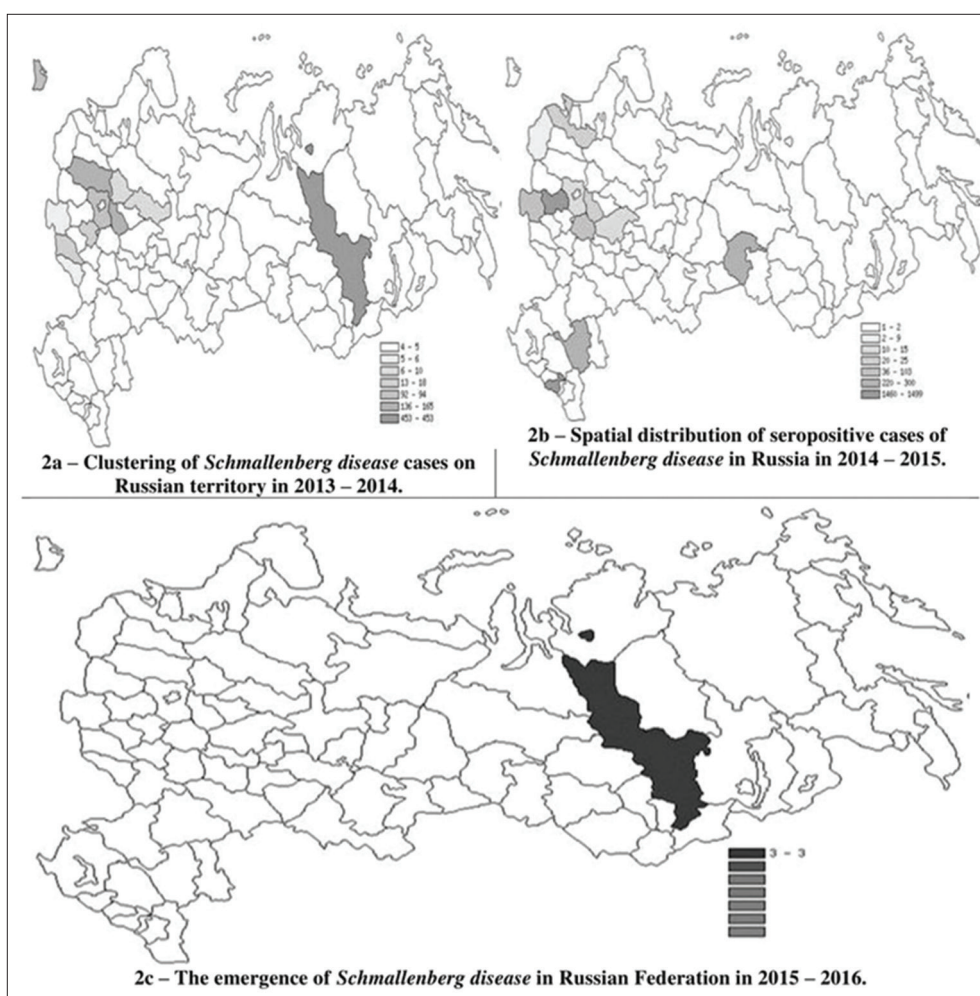 4 - 5
5 - 6
6 - 10
13 - 18
92 - 94
136 - 165
453 - 453
2a – Clustering of Schmallenberg disease cases on
Russian territory in 2013 – 2014.
1 - 2
2 - 9
10 - 15
20 - 25
36 - 103
220 - 300
1460 - 1499
2b – Spatial distribution of seropositive cases of
Schmallenberg disease in Russia in 2014 – 2015.
3 - 3
2c – The emergence of Schmallenberg disease in Russian Federation in 2015 – 2016.